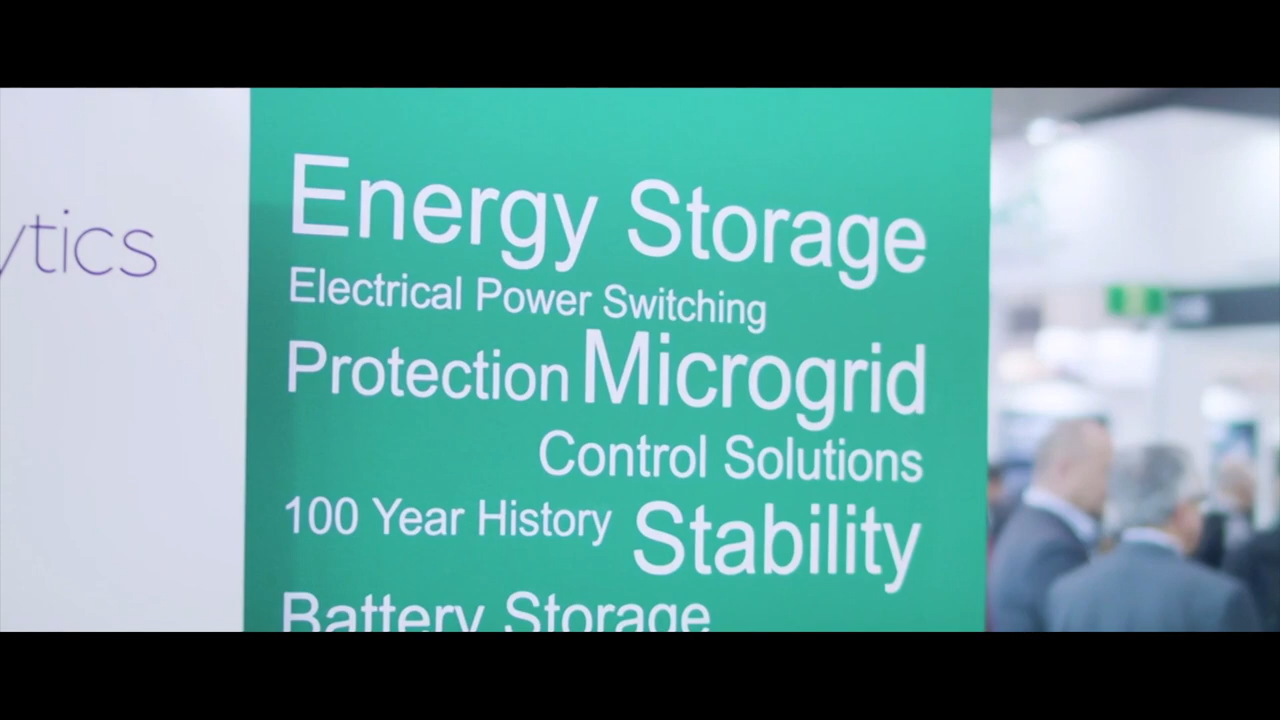 ytics
Energy Storage
Electrical Power Switching
Protection Microgrid
Control Solutions
100 Year History Stability
Battery Storage